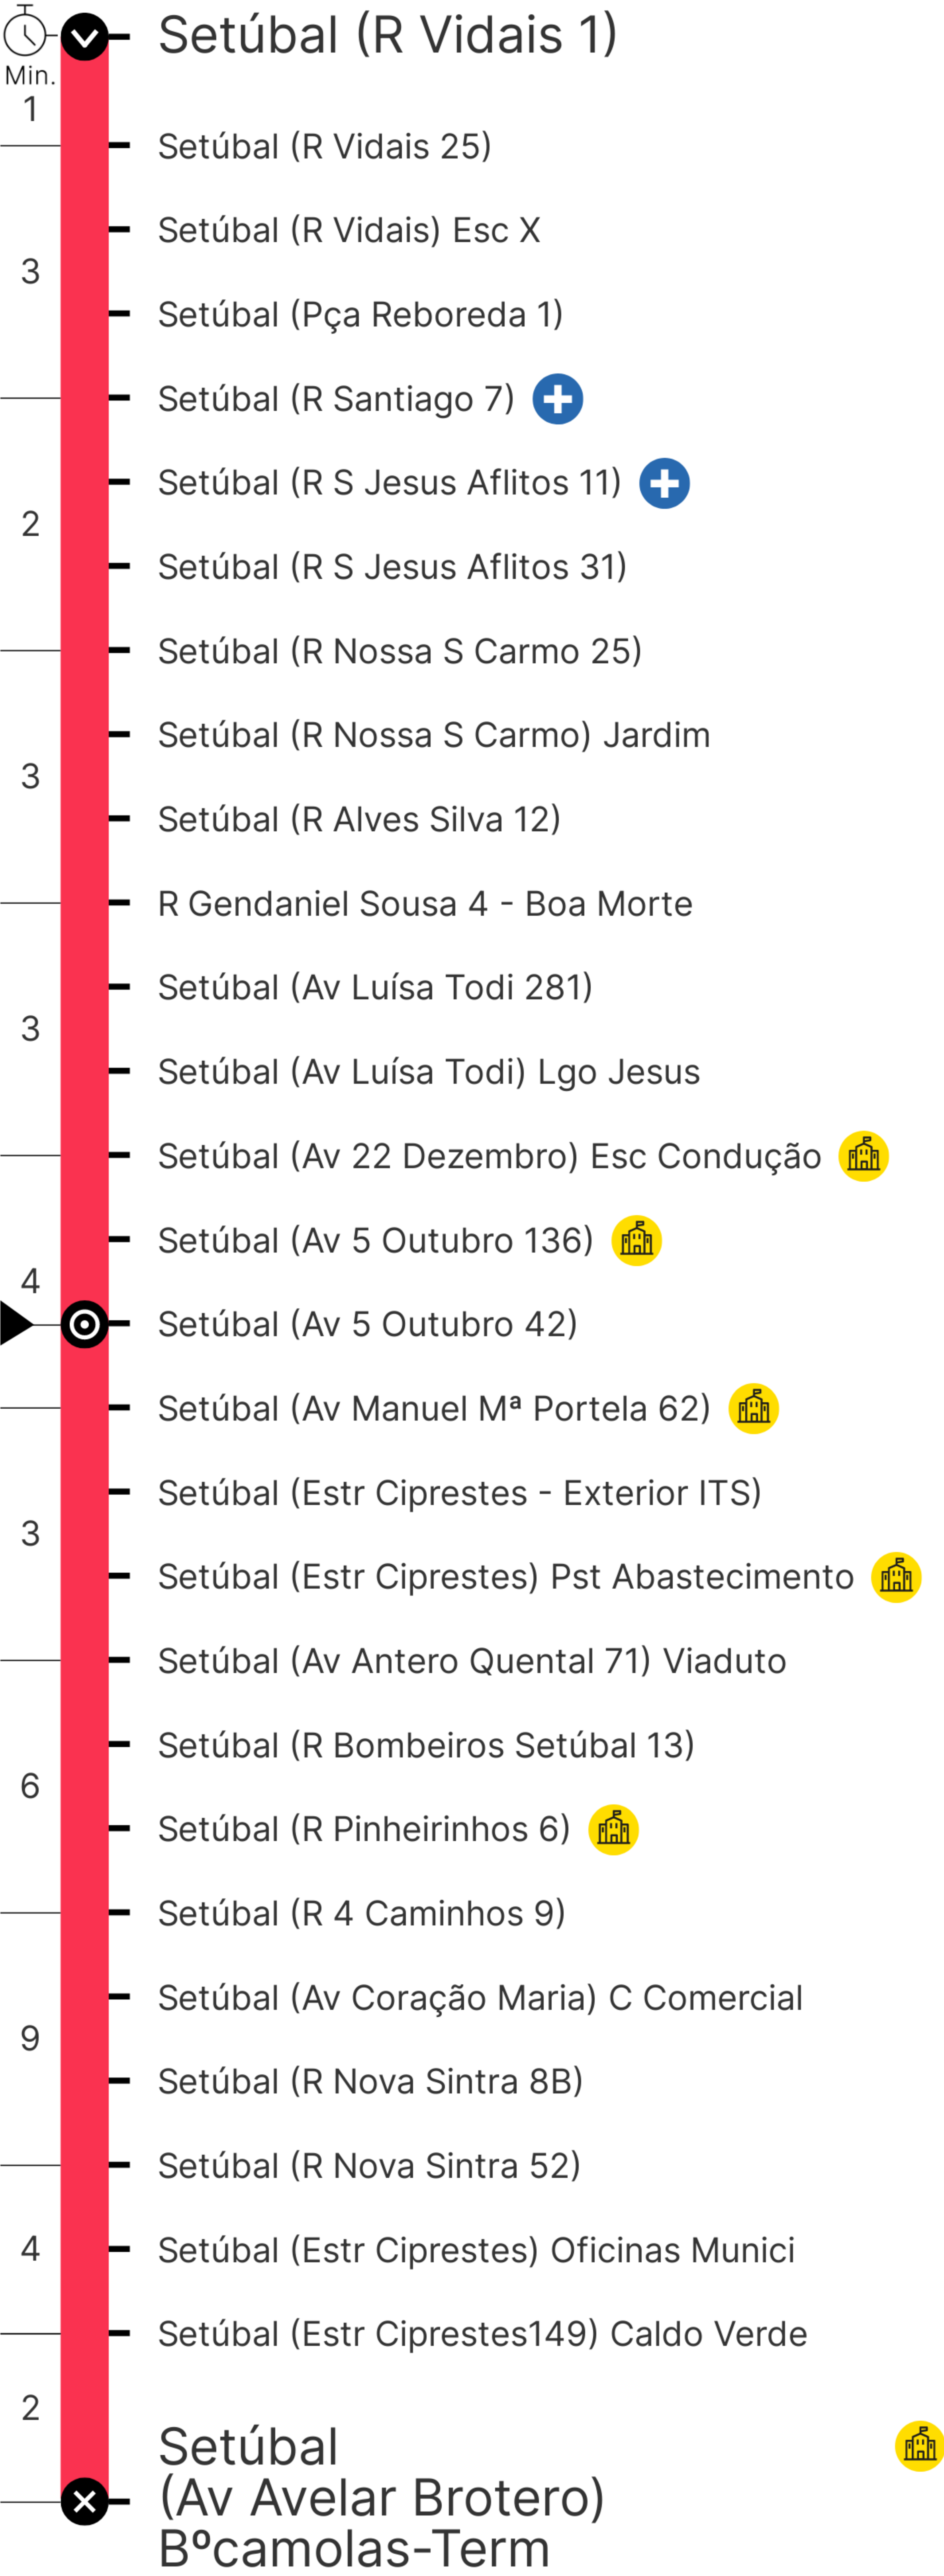 Setúbal (R Vidais 1)
Min.
1
Setúbal (R Vidais 25)
Setúbal (R Vidais) Esc X
3
Setúbal (Pça Reboreda 1)
Setúbal (R Santiago 7)
Setúbal (R S Jesus Aflitos 11)
2
Setúbal (R S Jesus Aflitos 31)
Setúbal (R Nossa S Carmo 25)
Setúbal (R Nossa S Carmo) Jardim
3
Setúbal (R Alves Silva 12)
R Gendaniel Sousa 4 - Boa Morte
Setúbal (Av Luísa Todi 281)
3
Setúbal (Av Luísa Todi) Lgo Jesus
Setúbal (Av 22 Dezembro) Esc Condução
Setúbal (Av 5 Outubro 136)
4
Setúbal (Av 5 Outubro 42)
Setúbal (Av Manuel Mª Portela 62)
Setúbal (Estr Ciprestes - Exterior ITS)
3
Setúbal (Estr Ciprestes) Pst Abastecimento
Setúbal (Av Antero Quental 71) Viaduto
Setúbal (R Bombeiros Setúbal 13)
6
Setúbal (R Pinheirinhos 6)
Setúbal (R 4 Caminhos 9)
Setúbal (Av Coração Maria) C Comercial
9
Setúbal (R Nova Sintra 8B)
Setúbal (R Nova Sintra 52)
4
Setúbal (Estr Ciprestes) Oficinas Munici
Setúbal (Estr Ciprestes149) Caldo Verde
2
Setúbal
(Av Avelar Brotero)
Bºcamolas-Term